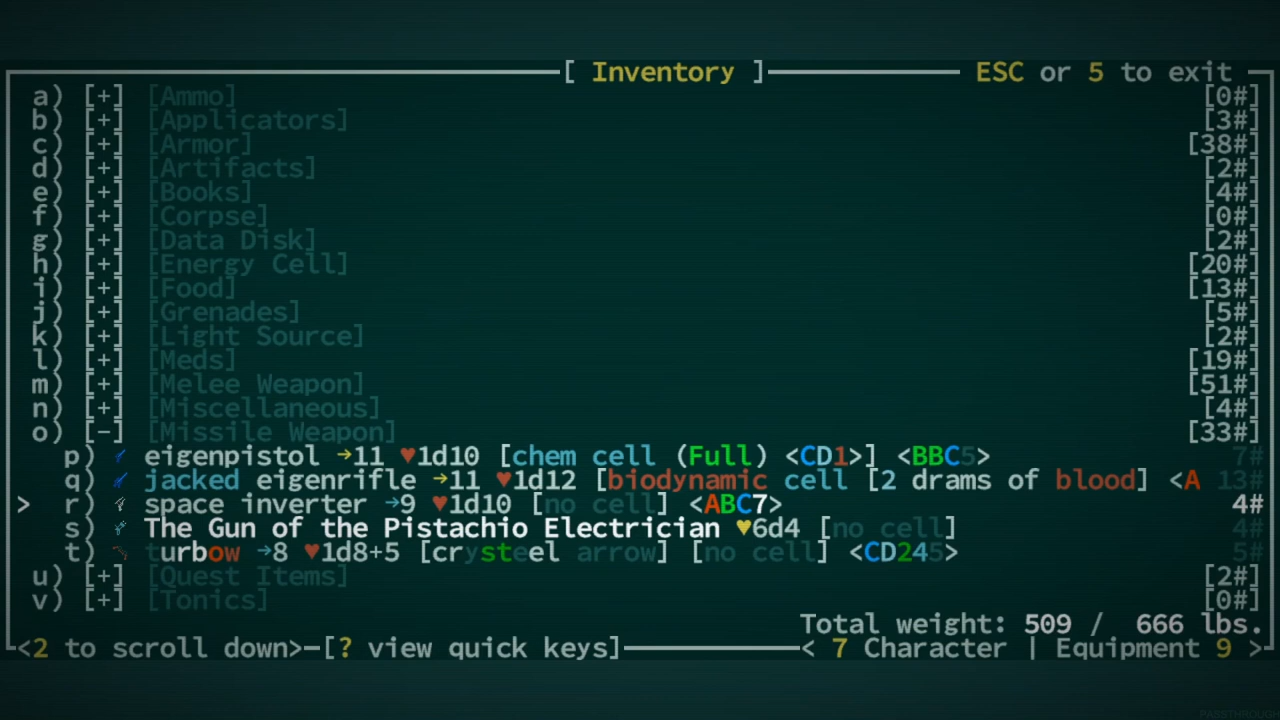 [ Inventory ] ESC or 5 to exit
a) [+] [Ammo] [0#]
b) [+] [Applicators] [3#]
c) [+] [Armor] [38#]
d) [+] [Artifacts] [2#]
e) [+] [Books] [4#]
f) [+] [Corpse] [0#]
g) [+] [Data Disk] [2#]
h) [+] [Energy Cell] [20#]
i) [+] [Food] [13#]
j) [+] [Grenades] [5#]
k) [+] [Light Source] [2#]
l) [+] [Meds] [19#]
m) [+] [Melee Weapon] [51#]
n) [+] [Miscellaneous] [4#]
o) [−] [Missile Weapon] [33#]
p) eigenpistol →11 ♥1d10 [chem cell (Full) <CD1>] <BBC5> 7#
q) jacked eigenrifle →11 ♥1d12 [biodynamic cell [2 drams of blood] <A 13#
> r) space inverter →9 ♥1d10 [no cell] <ABC7> 4#
s) The Gun of the Pistachio Electrician ♥6d4 [no cell] 4#
t) turbow →8 ♥1d8+5 [crysteel arrow] [no cell] <CD245> 5#
u) [+] [Quest Items] [2#]
v) [+] [Tonics] [0#]
Total weight: 509 / 666 lbs.
<2 to scroll down> [? view quick keys] < 7 Character | Equipment 9 >